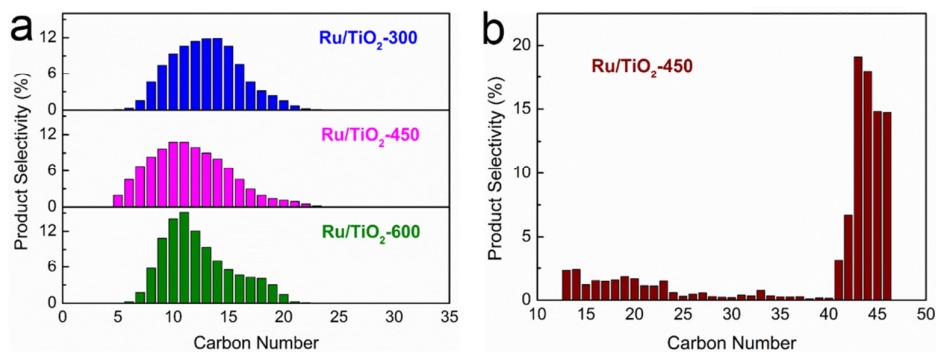 a
12
Ru/TiO2-300
6
0
Product Selectivity (%)
12
Ru/TiO2-450
6
0
12
Ru/TiO2-600
6
0
0 5 10 15 20 25 30 35
Carbon Number
b
20
Ru/TiO2-450
15
Product Selectivity (%)
10
5
0
10 15 20 25 30 35 40 45 50
Carbon Number